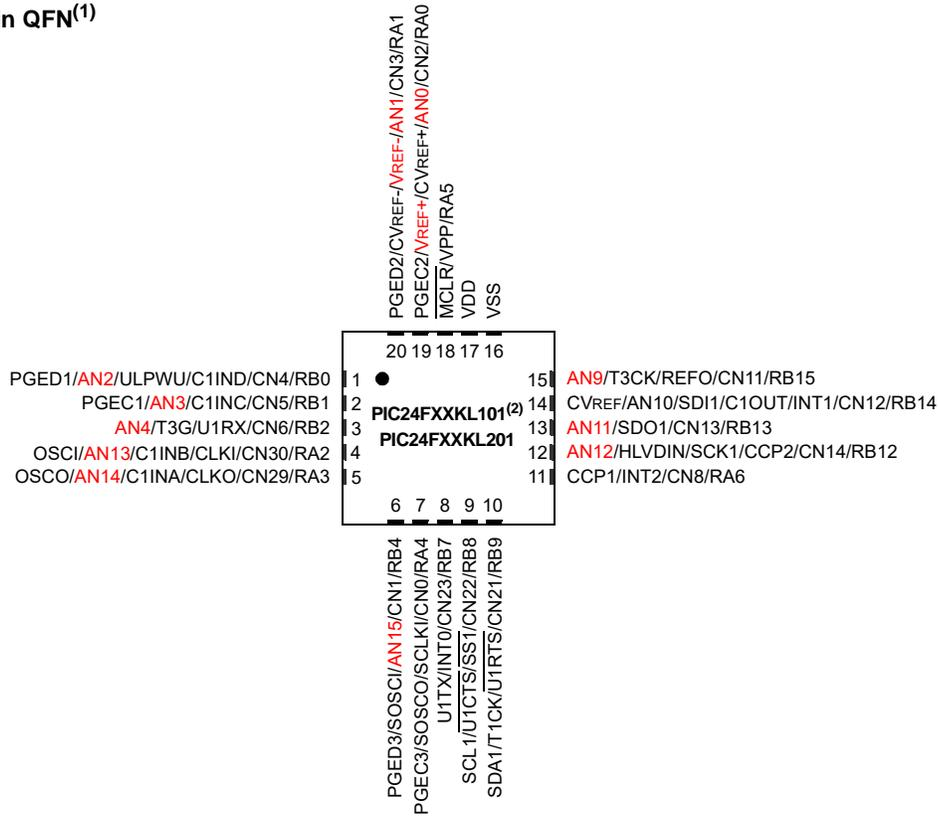 n QFN(1)
PGED2/CVREF-/VREF-/AN1/CN3/RA1
PGEC2/VREF+/CVREF+/AN0/CN2/RA0
MCLR/VPP/RA5
VDD
VSS
20 19 18 17 16
PGED1/AN2/ULPWU/C1IND/CN4/RB0 1
PGEC1/AN3/C1INC/CN5/RB1 2
AN4/T3G/U1RX/CN6/RB2 3
OSCI/AN13/C1INB/CLKI/CN30/RA2 4
OSCO/AN14/C1INA/CLKO/CN29/RA3 5
PIC24FXXKL101(2)
PIC24FXXKL201
15 AN9/T3CK/REFO/CN11/RB15
14 CVREF/AN10/SDI1/C1OUT/INT1/CN12/RB14
13 AN11/SDO1/CN13/RB13
12 AN12/HLVDIN/SCK1/CCP2/CN14/RB12
11 CCP1/INT2/CN8/RA6
6 7 8 9 10
PGED3/SOSCI/AN15/CN1/RB4
PGEC3/SOSCO/SCLKI/CN0/RA4
U1TX/INT0/CN23/RB7
SCL1/U1CTS/SS1/CN22/RB8
SDA1/T1CK/U1RTS/CN21/RB9